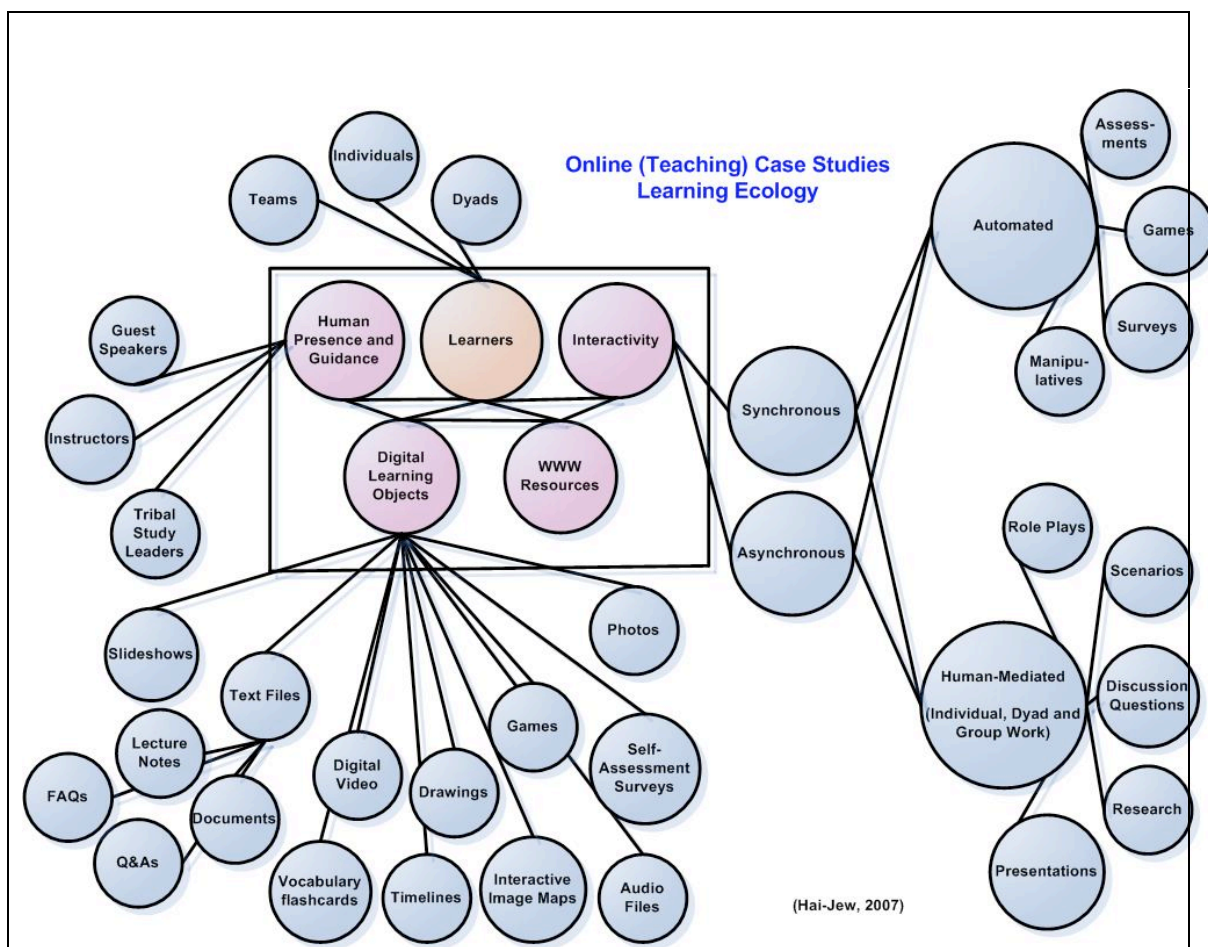 Online (Teaching) Case Studies
Learning Ecology
Individuals
Teams
Dyads
Human
Presence and
Guidance
Learners
Interactivity
Digital
Learning
Objects
WWW
Resources
Guest
Speakers
Instructors
Tribal
Study
Leaders
Synchronous
Asynchronous
Automated
Assess-
ments
Games
Surveys
Manipu-
latives
Role Plays
Scenarios
Human-Mediated
(Individual, Dyad and
Group Work)
Discussion
Questions
Research
Presentations
Slideshows
Text Files
Lecture
Notes
FAQs
Q&As
Documents
Digital
Video
Vocabulary
flashcards
Drawings
Timelines
Games
Interactive
Image Maps
Self-
Assessment
Surveys
Audio
Files
Photos
(Hai-Jew, 2007)